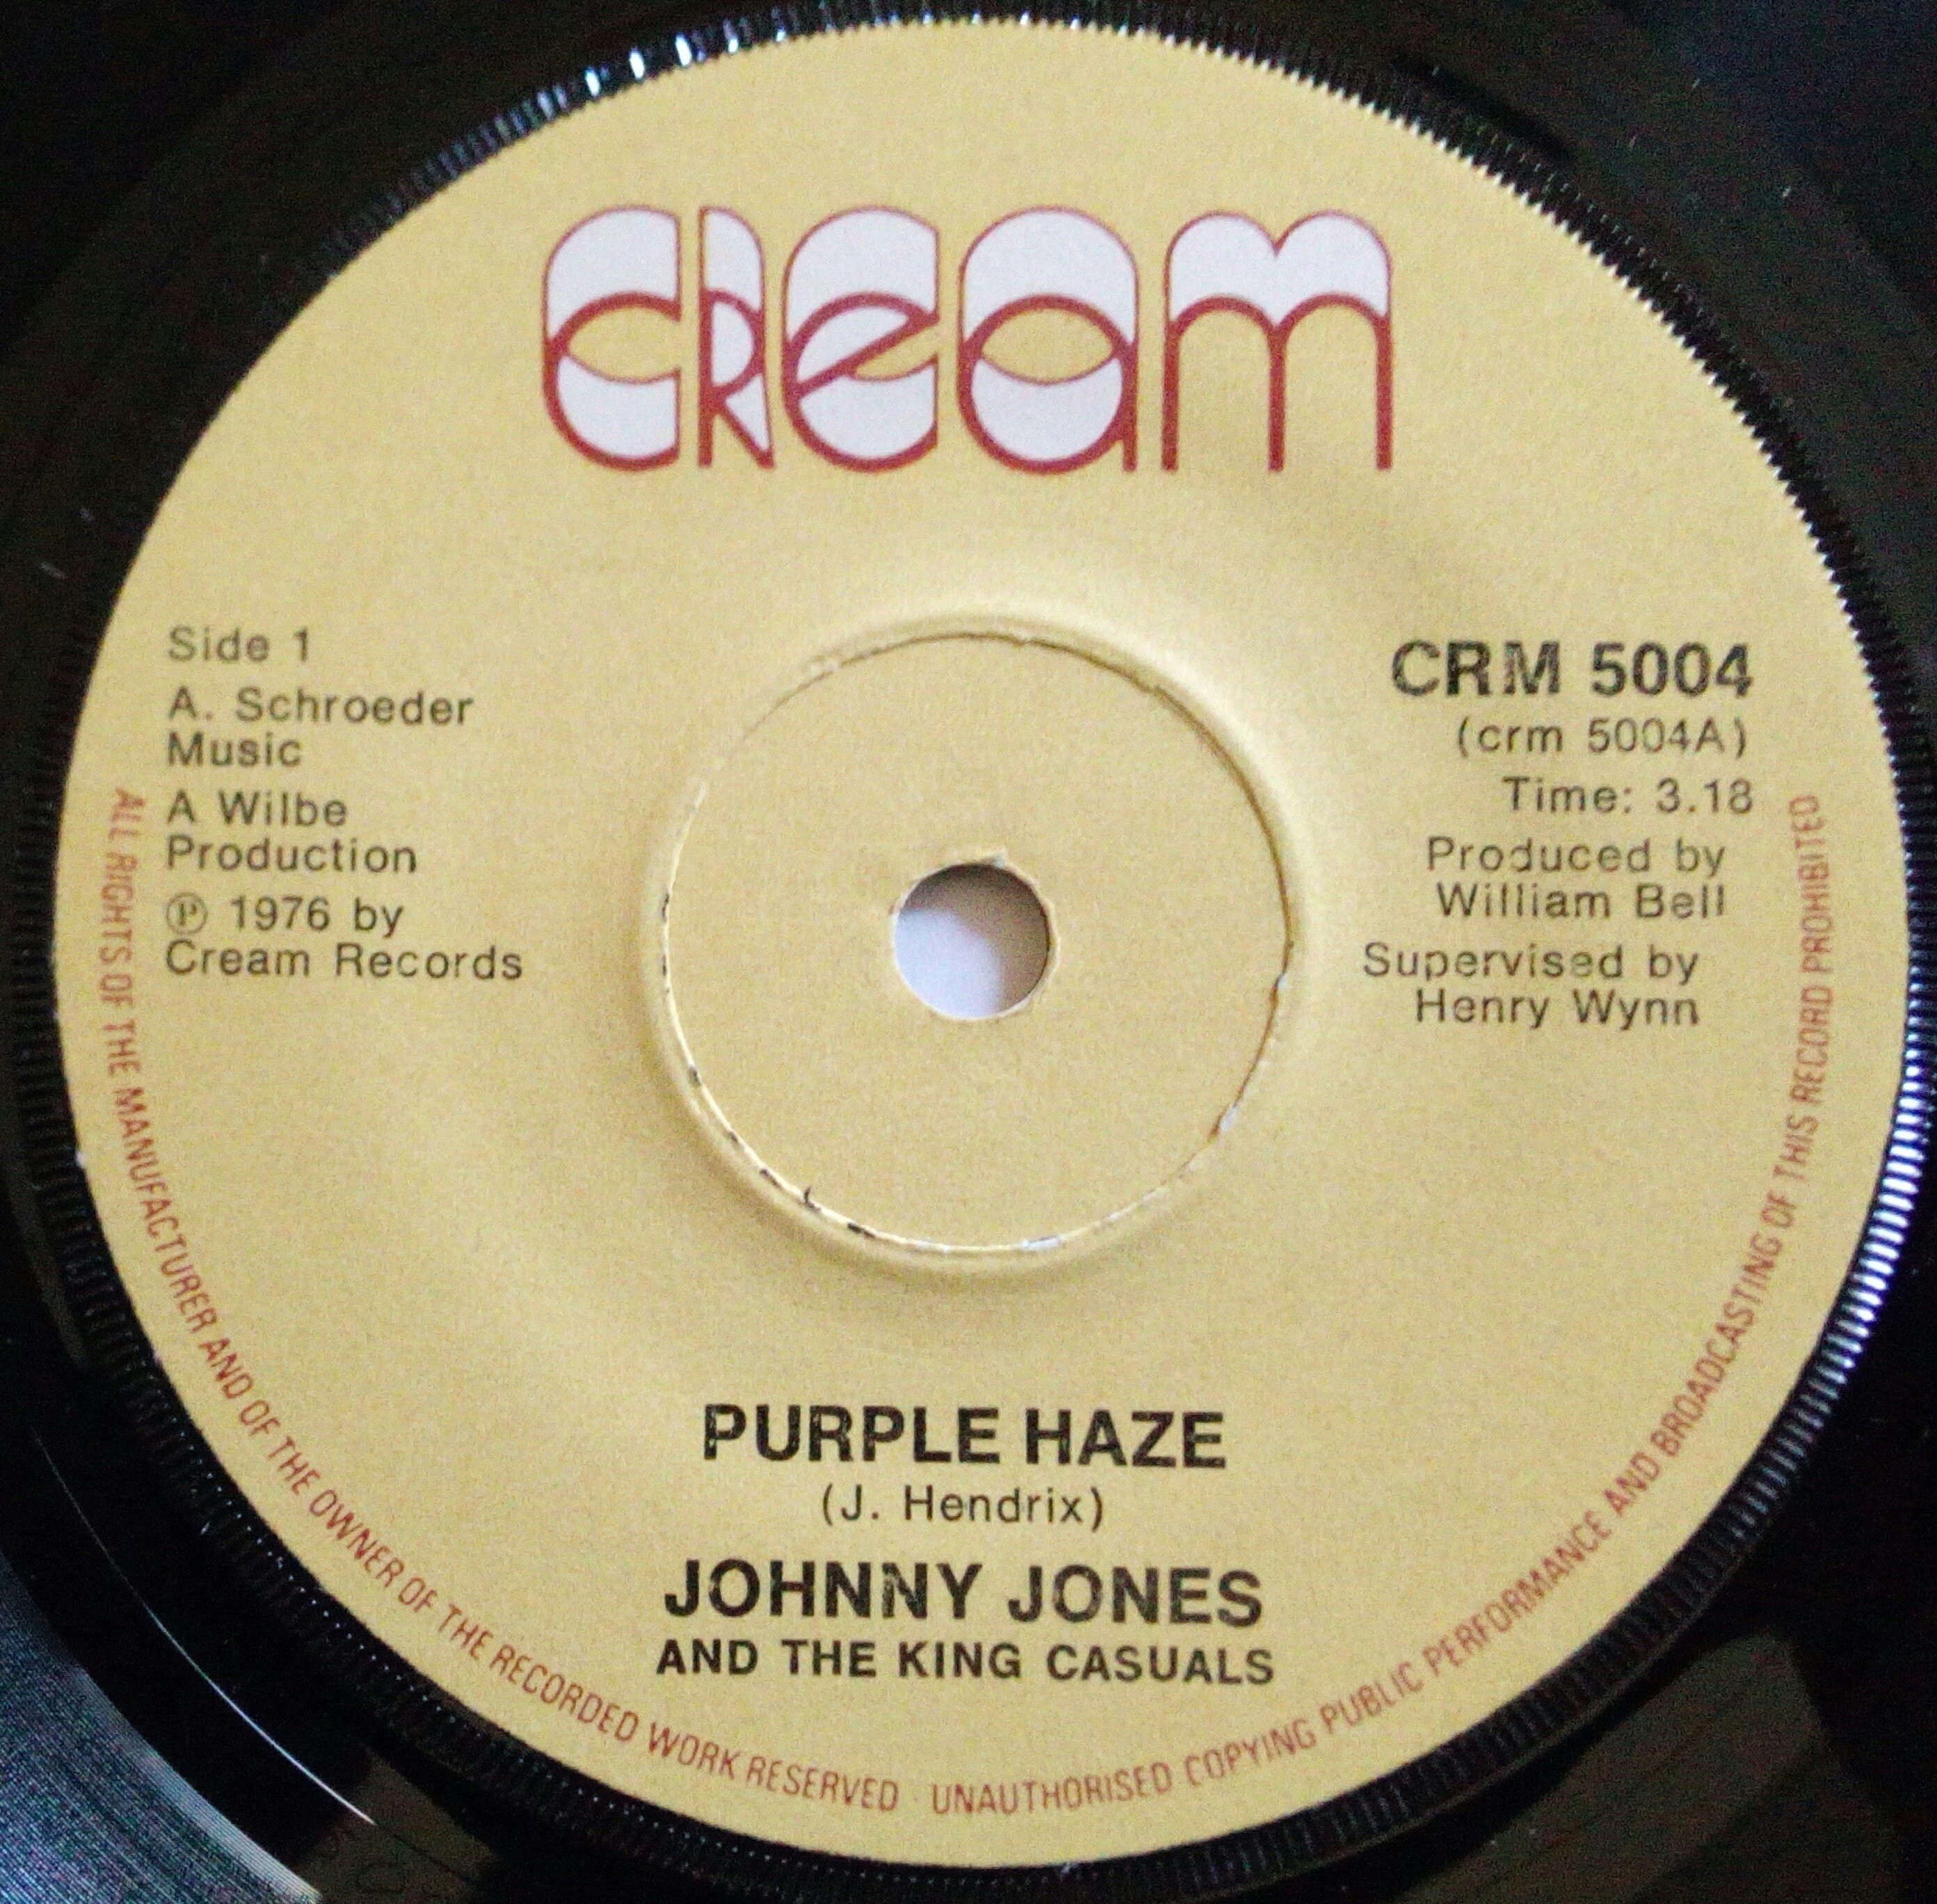 CREAM
Side 1
A. Schroeder
Music
A Wilbe
Production
℗ 1976 by
Cream Records
CRM 5004
(crm 5004A)
Time: 3.18
Produced by
William Bell
Supervised by
Henry Wynn
PURPLE HAZE
(J. Hendrix)
JOHNNY JONES
AND THE KING CASUALS
ALL RIGHTS OF THE MANUFACTURER AND OF THE OWNER OF THE RECORDED WORK RESERVED · UNAUTHORISED COPYING PUBLIC PERFORMANCE AND BROADCASTING OF THIS RECORD PROHIBITED